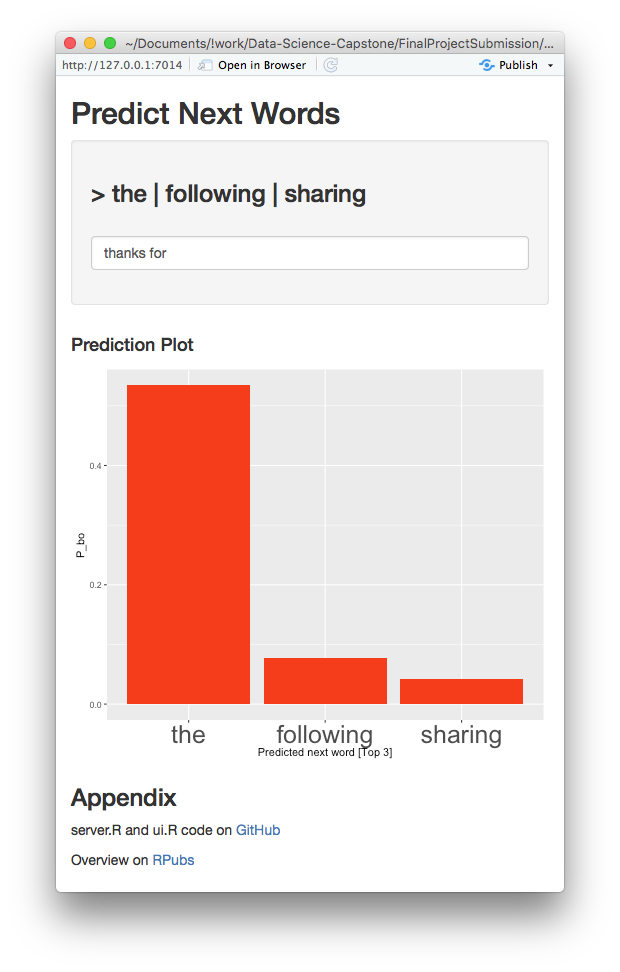 ~/Documents/!work/Data-Science-Capstone/FinalProjectSubmission/...
http://127.0.0.1:7014 Open in Browser Publish
Predict Next Words
> the | following | sharing
thanks for
Prediction Plot
0.4
0.2
0.0
P_bo
the following sharing
Predicted next word [Top 3]
Appendix
server.R and ui.R code on GitHub
Overview on RPubs